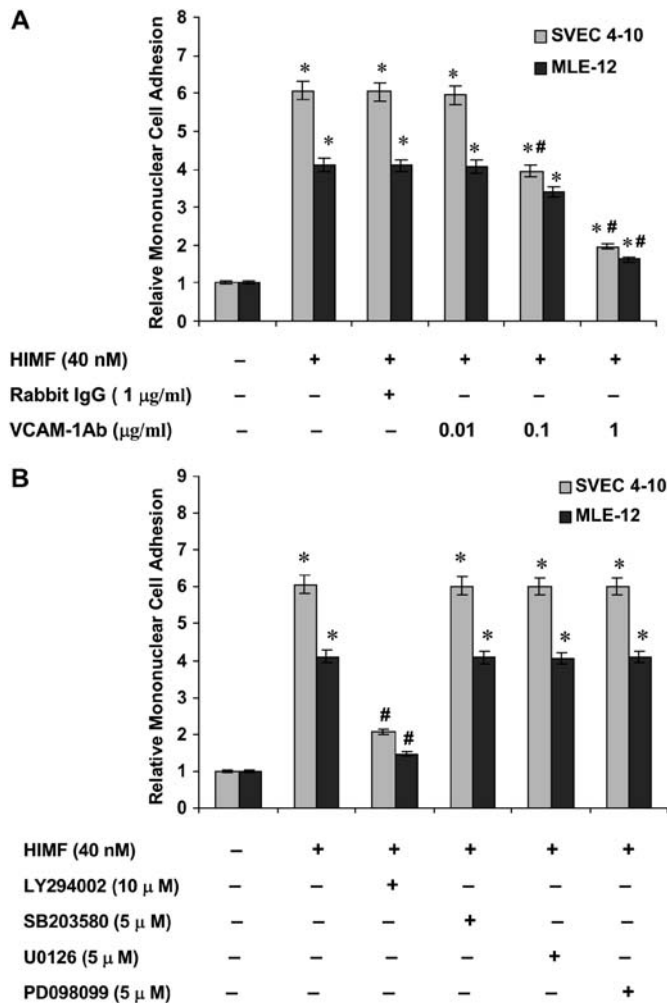 A
SVEC 4-10
MLE-12
Relaive Mononuclear Cell Adhesion
8
7
6
5
4
3
2
1
0
* * * * * * *# * *# *#
HIMF (40 nM) – + + + + +
Rabbit IgG ( 1 μg/ml) – – + – – –
VCAM-1Ab (μg/ml) – – – 0.01 0.1 1
B
SVEC 4-10
MLE-12
Relative Mononuclear Cell Adhesion
9
8
7
6
5
4
3
2
1
0
* * # # * * * * * *
HIMF (40 nM) – + + + + +
LY294002 (10 μ M) – – + – – –
SB203580 (5 μ M) – – – + – –
U0126 (5 μ M) – – – – + –
PD098099 (5 μ M) – – – – – +